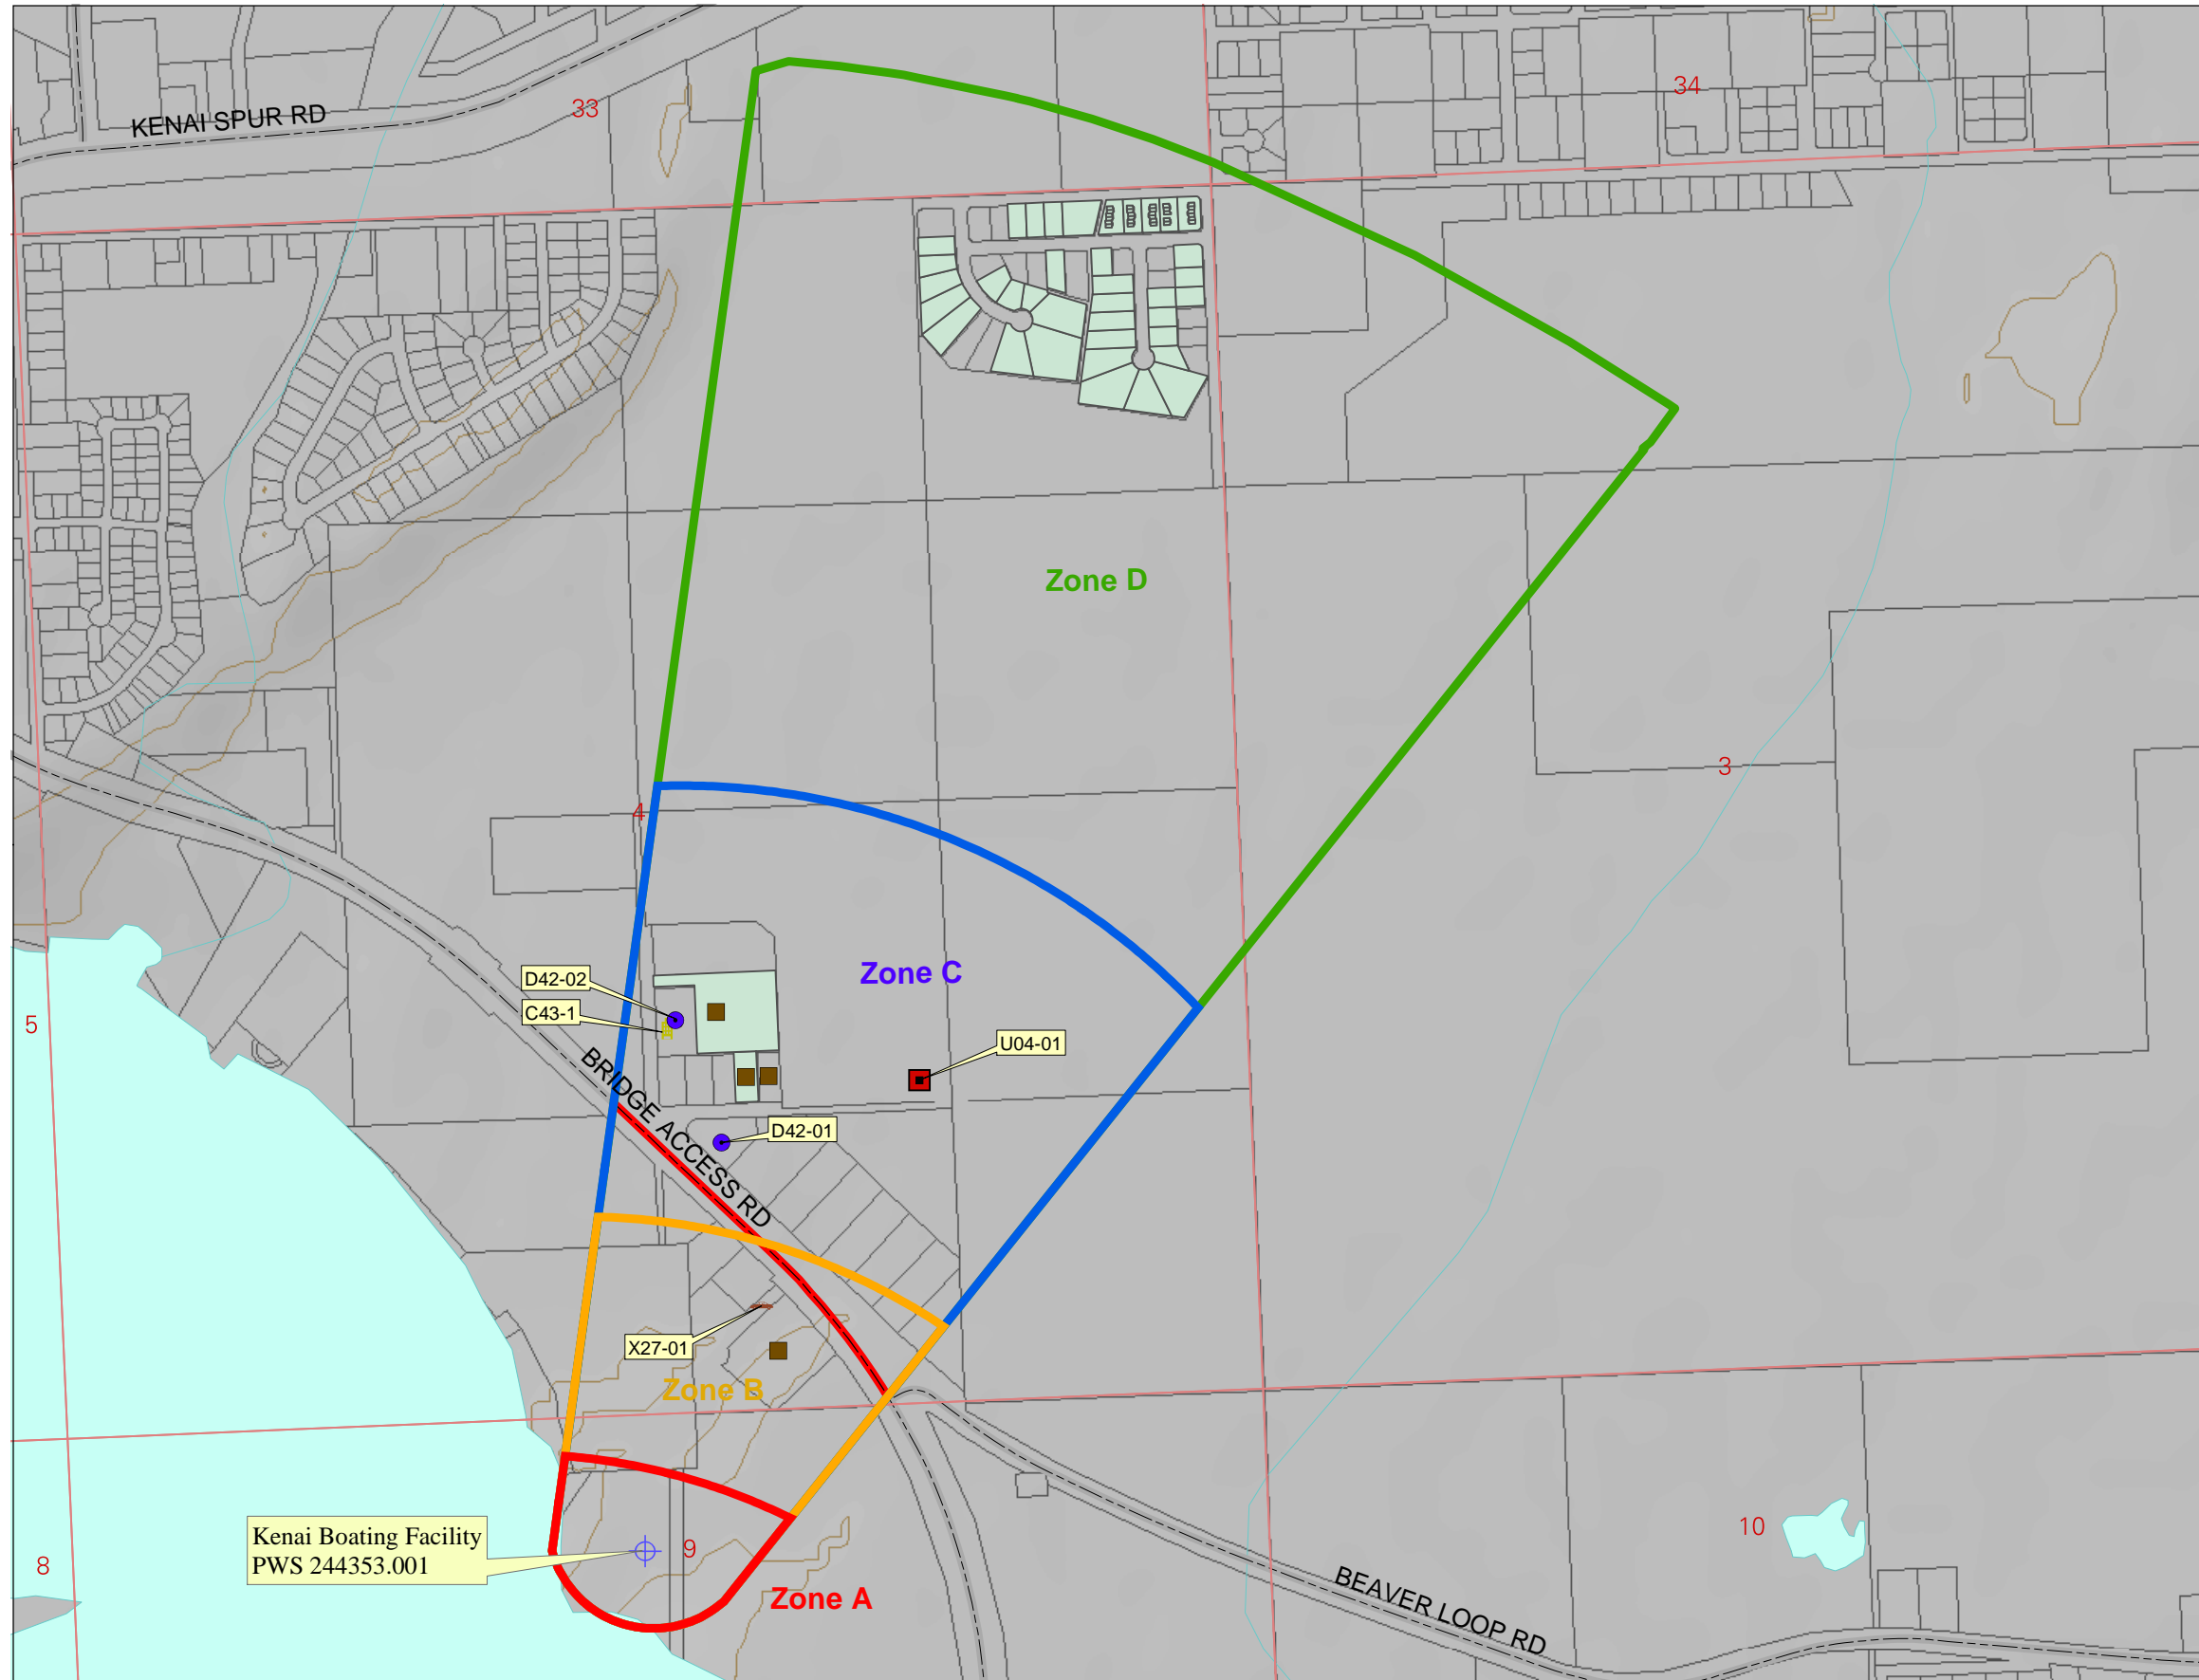 34
33
KENAI SPUR RD
Zone D
3
4
D42-02
Zone C
C43-1
5
U04-01
BRIDGE ACCESS RD
D42-01
X27-01
Zone B
Kenai Boating Facility
PWS 244353.001
9
10
8
Zone A
BEAVER LOOP RD